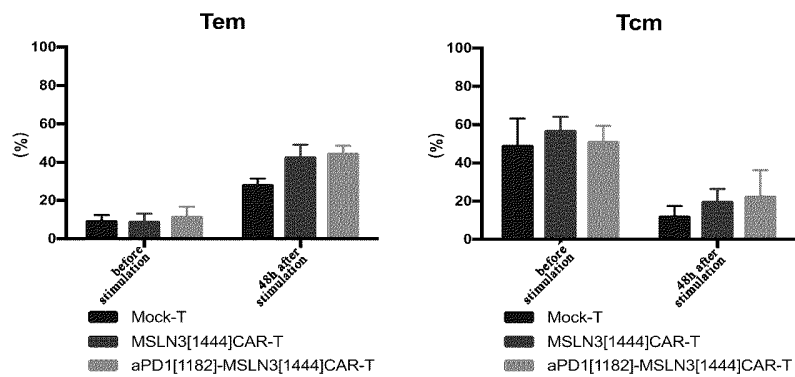 Tem
100
80
60
40
20
0
(%)
before
stimulation
48h after
stimulation
Mock-T
MSLN3[1444]CAR-T
aPD1[1182]-MSLN3[1444]CAR-T
Tcm
100
80
60
40
20
0
(%)
before
stimulation
48h after
stimulation
Mock-T
MSLN3[1444]CAR-T
aPD1[1182]-MSLN3[1444]CAR-T